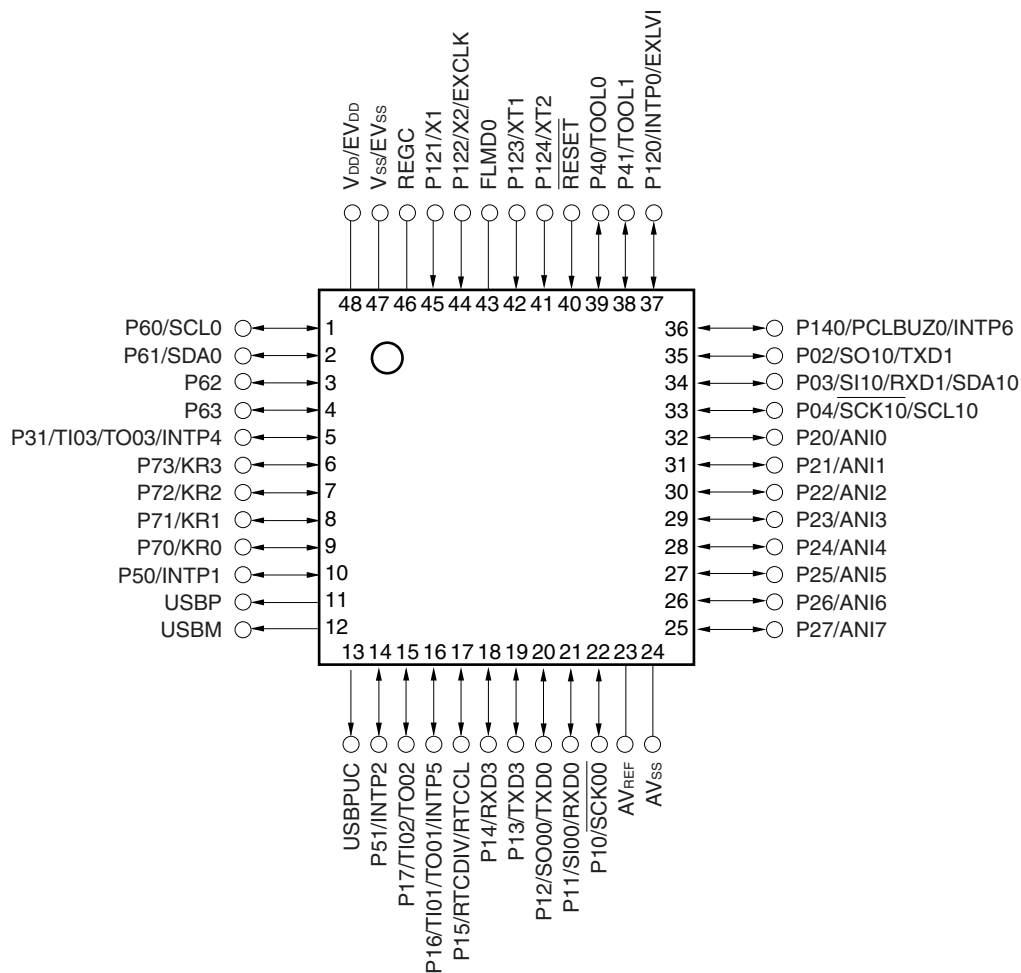 VDD/EVDD
VSS/EVSS
REGC
P121/X1
P122/X2/EXCLK
FLMD0
P123/XT1
P124/XT2
RESET
P40/TOOL0
P41/TOOL1
P120/INTP0/EXLVI
48 47 46 45 44 43 42 41 40 39 38 37
P60/SCL0 1
P61/SDA0 2
P62 3
P63 4
P31/TI03/TO03/INTP4 5
P73/KR3 6
P72/KR2 7
P71/KR1 8
P70/KR0 9
P50/INTP1 10
USBP 11
USBM 12
36 P140/PCLBUZ0/INTP6
35 P02/SO10/TXD1
34 P03/SI10/RXD1/SDA10
33 P04/SCK10/SCL10
32 P20/ANI0
31 P21/ANI1
30 P22/ANI2
29 P23/ANI3
28 P24/ANI4
27 P25/ANI5
26 P26/ANI6
25 P27/ANI7
13 14 15 16 17 18 19 20 21 22 23 24
USBPUC
P51/INTP2
P17/TI02/TO02
P16/TI01/TO01/INTP5
P15/RTCDIV/RTCCL
P14/RXD3
P13/TXD3
P12/SO00/TXD0
P11/SI00/RXD0
P10/SCK00
AVREF
AVSS